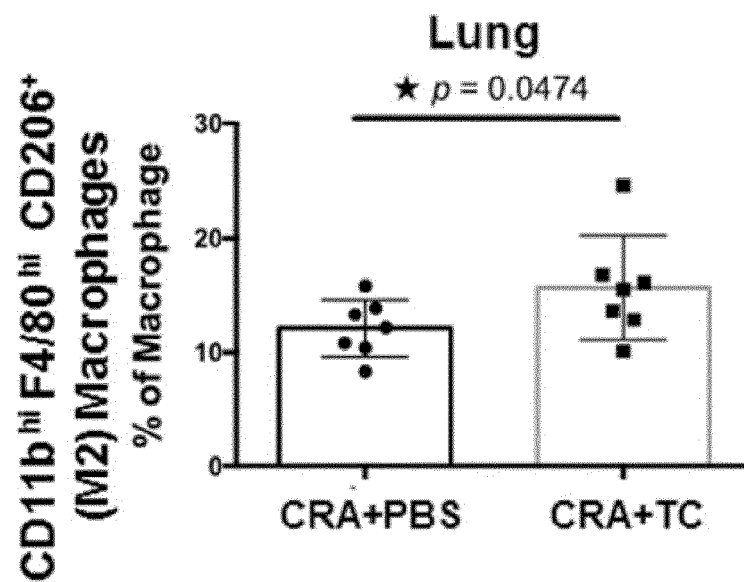 Lung
★ p = 0.0474
CD11b hi F4/80 hi CD206+
(M2) Macrophages
% of Macrophage
30
20
10
0
CRA+PBS
CRA+TC